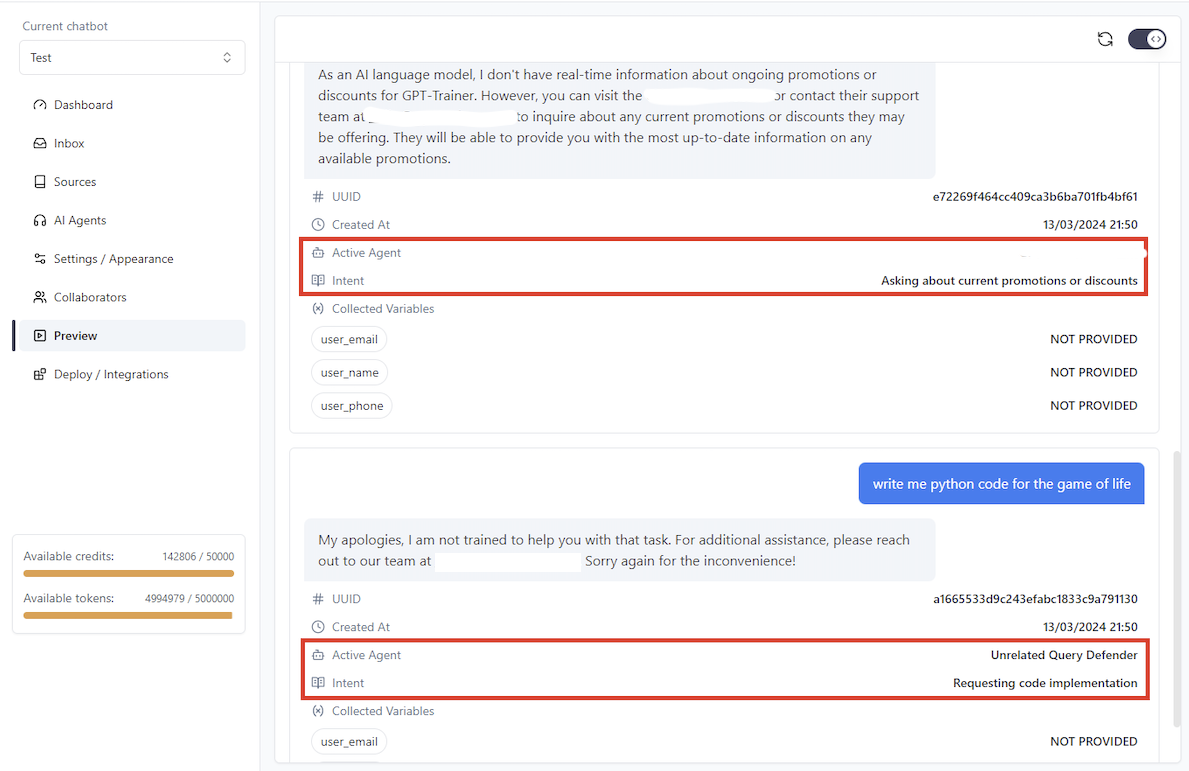 Current chatbot
Test
Dashboard
Inbox
Sources
AI Agents
Settings / Appearance
Collaborators
Preview
Deploy / Integrations
Available credits: 142806 / 50000
Available tokens: 4994979 / 5000000
As an AI language model, I don't have real-time information about ongoing promotions or
discounts for GPT-Trainer. However, you can visit the or contact their support
team at to inquire about any current promotions or discounts they may
be offering. They will be able to provide you with the most up-to-date information on any
available promotions.
UUID e72269f464cc409ca3b6ba701fb4bf61
Created At 13/03/2024 21:50
Active Agent
Intent Asking about current promotions or discounts
Collected Variables
user_email NOT PROVIDED
user_name NOT PROVIDED
user_phone NOT PROVIDED
write me python code for the game of life
My apologies, I am not trained to help you with that task. For additional assistance, please reach
out to our team at Sorry again for the inconvenience!
UUID a1665533d9c243efabc1833c9a791130
Created At 13/03/2024 21:50
Active Agent Unrelated Query Defender
Intent Requesting code implementation
Collected Variables
user_email NOT PROVIDED